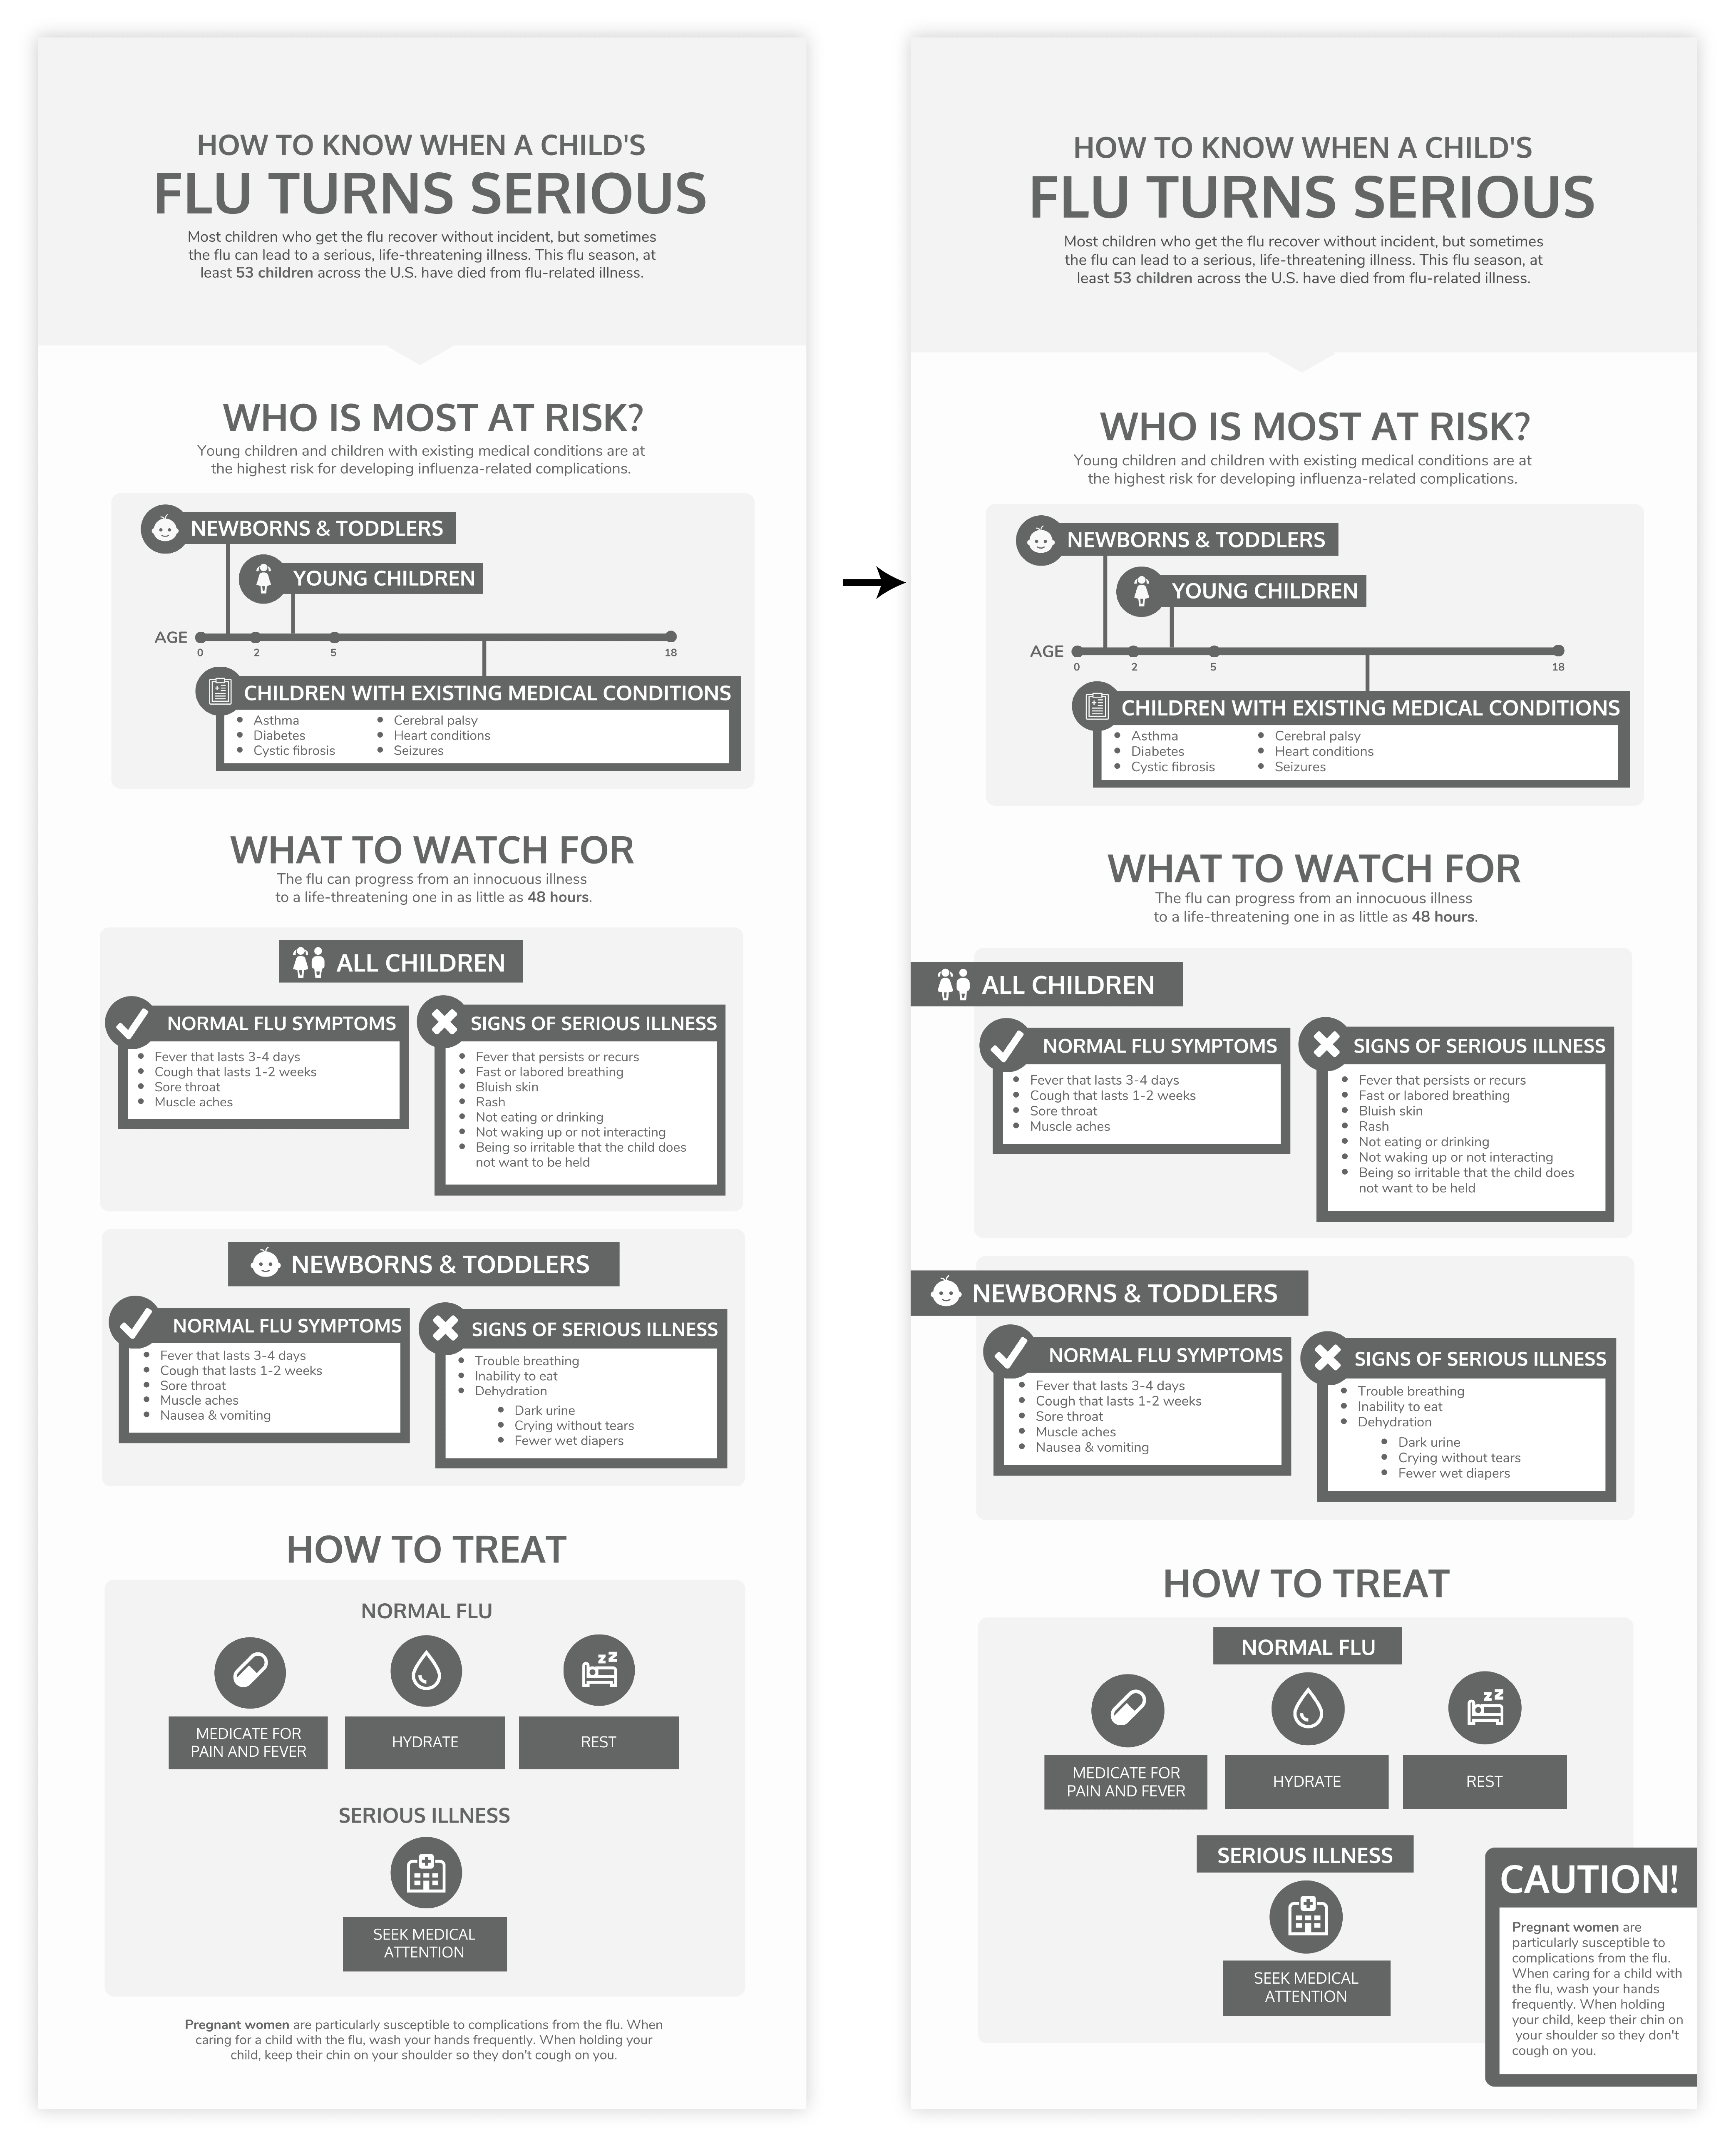 HOW TO KNOW WHEN A CHILD'S
FLU TURNS SERIOUS
Most children who get the flu recover without incident, but sometimes
the flu can lead to a serious, life-threatening illness. This flu season, at
least 53 children across the U.S. have died from flu-related illness.
WHO IS MOST AT RISK?
Young children and children with existing medical conditions are at
the highest risk for developing influenza-related complications.
NEWBORNS & TODDLERS
YOUNG CHILDREN
AGE
0 2 5 18
CHILDREN WITH EXISTING MEDICAL CONDITIONS
• Asthma
• Diabetes
• Cystic fibrosis
• Cerebral palsy
• Heart conditions
• Seizures
WHAT TO WATCH FOR
The flu can progress from an innocuous illness
to a life-threatening one in as little as 48 hours.
ALL CHILDREN
NORMAL FLU SYMPTOMS
• Fever that lasts 3-4 days
• Cough that lasts 1-2 weeks
• Sore throat
• Muscle aches
SIGNS OF SERIOUS ILLNESS
• Fever that persists or recurs
• Fast or labored breathing
• Bluish skin
• Rash
• Not eating or drinking
• Not waking up or not interacting
• Being so irritable that the child does
not want to be held
NEWBORNS & TODDLERS
NORMAL FLU SYMPTOMS
• Fever that lasts 3-4 days
• Cough that lasts 1-2 weeks
• Sore throat
• Muscle aches
• Nausea & vomiting
SIGNS OF SERIOUS ILLNESS
• Trouble breathing
• Inability to eat
• Dehydration
• Dark urine
• Crying without tears
• Fewer wet diapers
HOW TO TREAT
NORMAL FLU
MEDICATE FOR
PAIN AND FEVER
HYDRATE
REST
SERIOUS ILLNESS
SEEK MEDICAL
ATTENTION
Pregnant women are particularly susceptible to complications from the flu. When
caring for a child with the flu, wash your hands frequently. When holding your
child, keep their chin on your shoulder so they don't cough on you.
HOW TO KNOW WHEN A CHILD'S
FLU TURNS SERIOUS
Most children who get the flu recover without incident, but sometimes
the flu can lead to a serious, life-threatening illness. This flu season, at
least 53 children across the U.S. have died from flu-related illness.
WHO IS MOST AT RISK?
Young children and children with existing medical conditions are at
the highest risk for developing influenza-related complications.
NEWBORNS & TODDLERS
YOUNG CHILDREN
AGE
0 2 5 18
CHILDREN WITH EXISTING MEDICAL CONDITIONS
• Asthma
• Diabetes
• Cystic fibrosis
• Cerebral palsy
• Heart conditions
• Seizures
WHAT TO WATCH FOR
The flu can progress from an innocuous illness
to a life-threatening one in as little as 48 hours.
ALL CHILDREN
NORMAL FLU SYMPTOMS
• Fever that lasts 3-4 days
• Cough that lasts 1-2 weeks
• Sore throat
• Muscle aches
SIGNS OF SERIOUS ILLNESS
• Fever that persists or recurs
• Fast or labored breathing
• Bluish skin
• Rash
• Not eating or drinking
• Not waking up or not interacting
• Being so irritable that the child does
not want to be held
NEWBORNS & TODDLERS
NORMAL FLU SYMPTOMS
• Fever that lasts 3-4 days
• Cough that lasts 1-2 weeks
• Sore throat
• Muscle aches
• Nausea & vomiting
SIGNS OF SERIOUS ILLNESS
• Trouble breathing
• Inability to eat
• Dehydration
• Dark urine
• Crying without tears
• Fewer wet diapers
HOW TO TREAT
NORMAL FLU
MEDICATE FOR
PAIN AND FEVER
HYDRATE
REST
SERIOUS ILLNESS
SEEK MEDICAL
ATTENTION
CAUTION!
Pregnant women are
particularly susceptible to
complications from the flu.
When caring for a child with
the flu, wash your hands
frequently. When holding
your child, keep their chin on
your shoulder so they don't
cough on you.